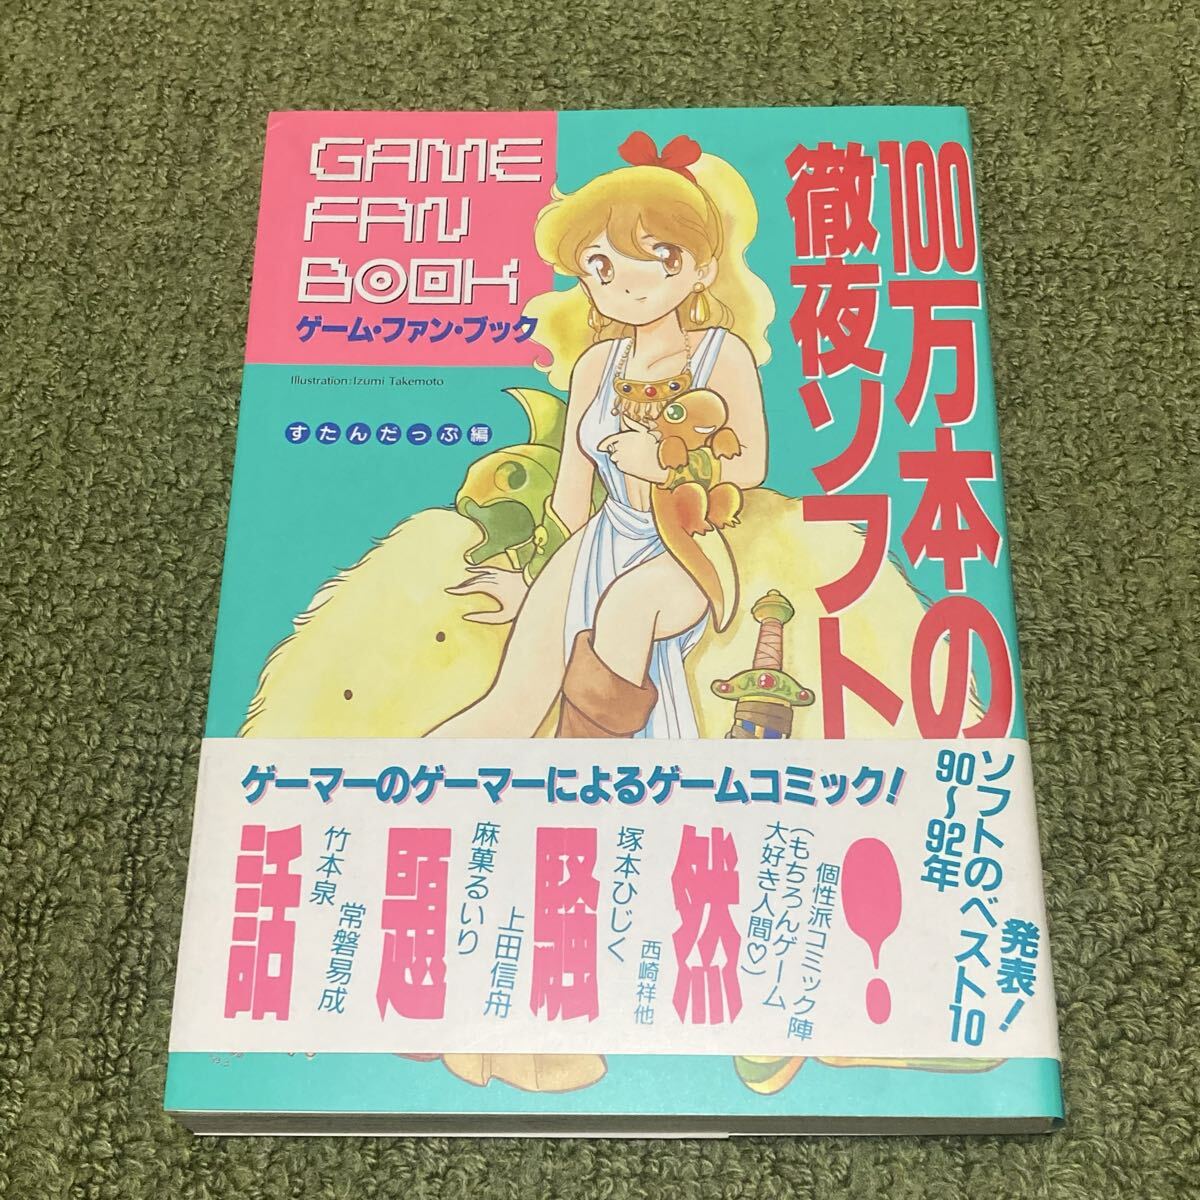 GAME
FAN
BOOK
ゲーム・ファン・ブック
Illustration:Izumi Takemoto
すたんだっぷ編
100万本の
徹夜ソフト
ゲーマーのゲーマーによるゲームコミック!
話題騒然!
個性派コミック陣
(もちろんゲーム
大好き人間♡)
西崎祥他
塚本ひじく
上田信舟
麻菓るいり
常磐易成
竹本泉
発表!
ソフトのベスト10
90〜92年